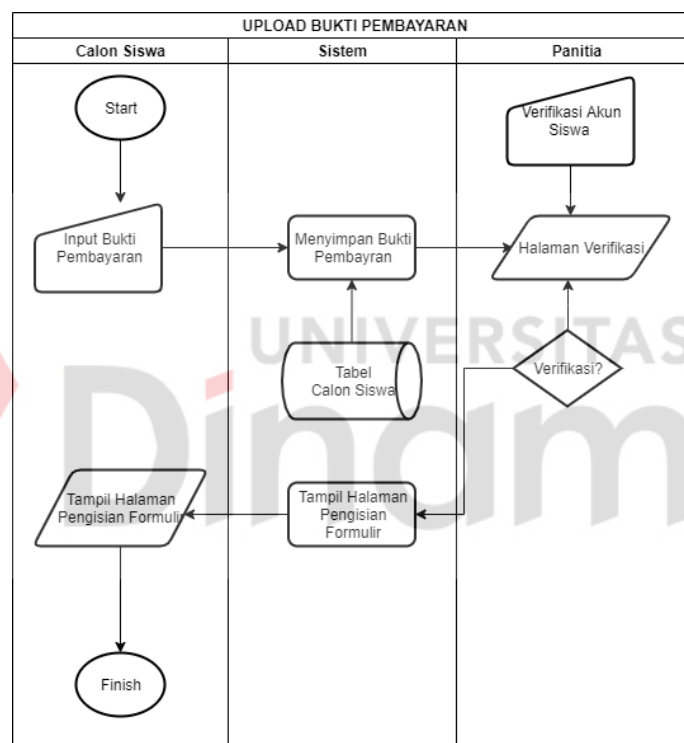 UPLOAD BUKTI PEMBAYARAN
Calon Siswa
Sistem
Panitia
Start
Verifikasi Akun
Siswa
Input Bukti
Pembayaran
Menyimpan Bukti
Pembayran
Halaman Verifikasi
UNIVERSITAS
Dinam
Tabel
Calon Siswa
Verifikasi?
Tampil Halaman
Pengisian Formulir
Tampil Halaman
Pengisian
Formulir
Finish